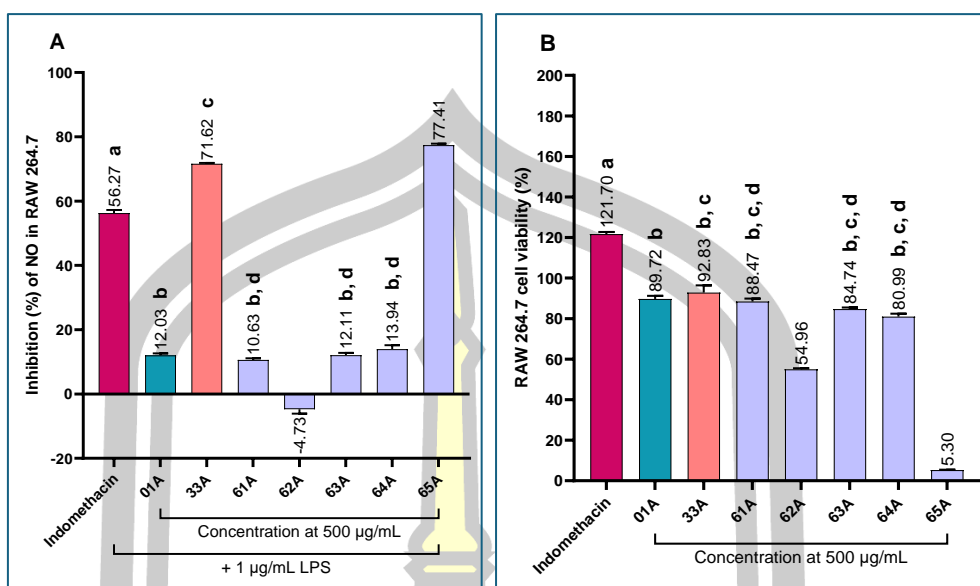 A
Inhibition (%) of NO in RAW 264.7
100
80
60
40
20
0
-20
56.27 a
12.03 b
71.62 c
10.63 b, d
-4.73
12.11 b, d
13.94 b, d
77.41
Indomethacin
01A
33A
61A
62A
63A
64A
65A
Concentration at 500 µg/mL
+ 1 µg/mL LPS
B
RAW 264.7 cell viability (%)
200
180
160
140
120
100
80
60
40
20
0
121.70 a
89.72 b
92.83 b, c
88.47 b, c, d
54.96
84.74 b, c, d
80.99 b, c, d
5.30
Indomethacin
01A
33A
61A
62A
63A
64A
65A
Concentration at 500 µg/mL